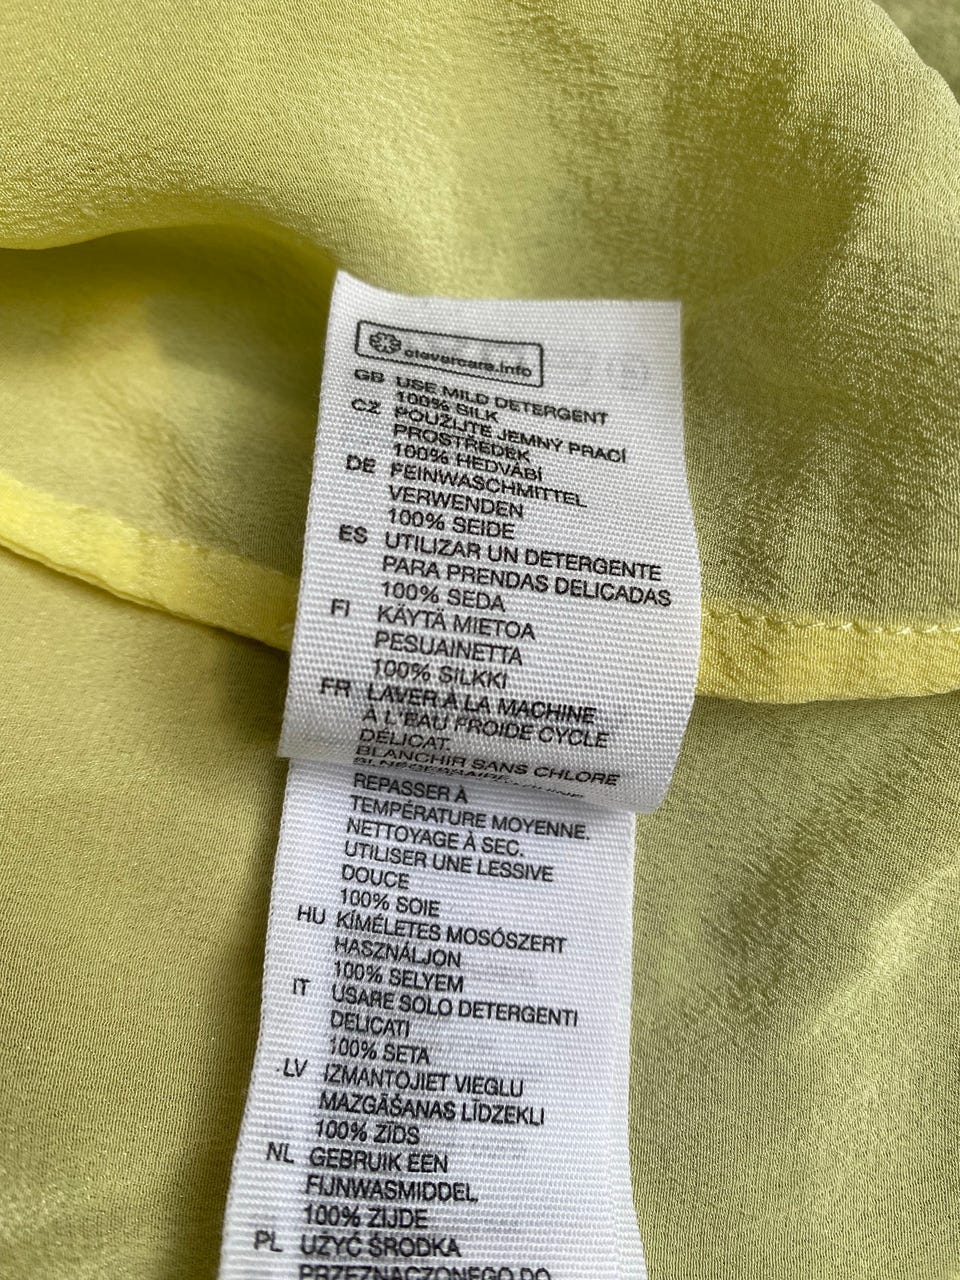 clevercare.info
GB USE MILD DETERGENT
100% SILK
CZ POUŽIJTE JEMNÝ PRACÍ
PROSTŘEDEK
100% HEDVÁBÍ
DE FEINWASCHMITTEL
VERWENDEN
100% SEIDE
ES UTILIZAR UN DETERGENTE
PARA PRENDAS DELICADAS
100% SEDA
FI KÄYTÄ MIETOA
PESUAINETTA
100% SILKKI
FR LAVER À LA MACHINE
À L'EAU FROIDE CYCLE
DÉLICAT.
BLANCHIR SANS CHLORE
REPASSER À
TEMPÉRATURE MOYENNE.
NETTOYAGE À SEC.
UTILISER UNE LESSIVE
DOUCE
100% SOIE
HU KÍMÉLETES MOSÓSZERT
HASZNÁLJON
100% SELYEM
IT USARE SOLO DETERGENTI
DELICATI
100% SETA
LV IZMANTOJIET VIEGLU
MAZGĀŠANAS LĪDZEKLI
100% ZĪDS
NL GEBRUIK EEN
FIJNWASMIDDEL.
100% ZIJDE
PL UŻYĆ ŚRODKA
PRZEZNACZONEGO DO